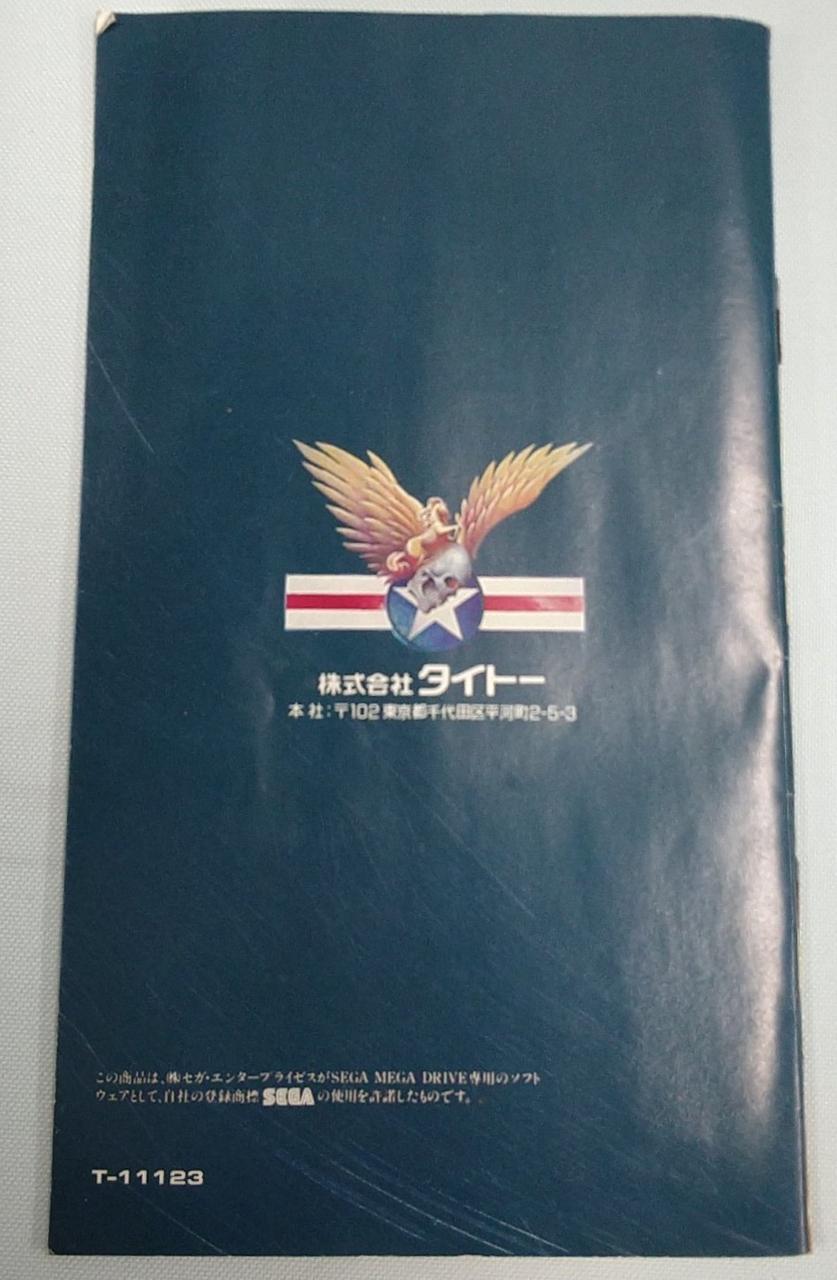 株式会社 タイトー
本社:〒102 東京都千代田区平河町2-5-3
この商品は、㈱セガ・エンタープライゼスがSEGA MEGA DRIVE専用のソフト
ウェアとして、自社の登録商標 SEGA の使用を許諾したものです。
T-11123